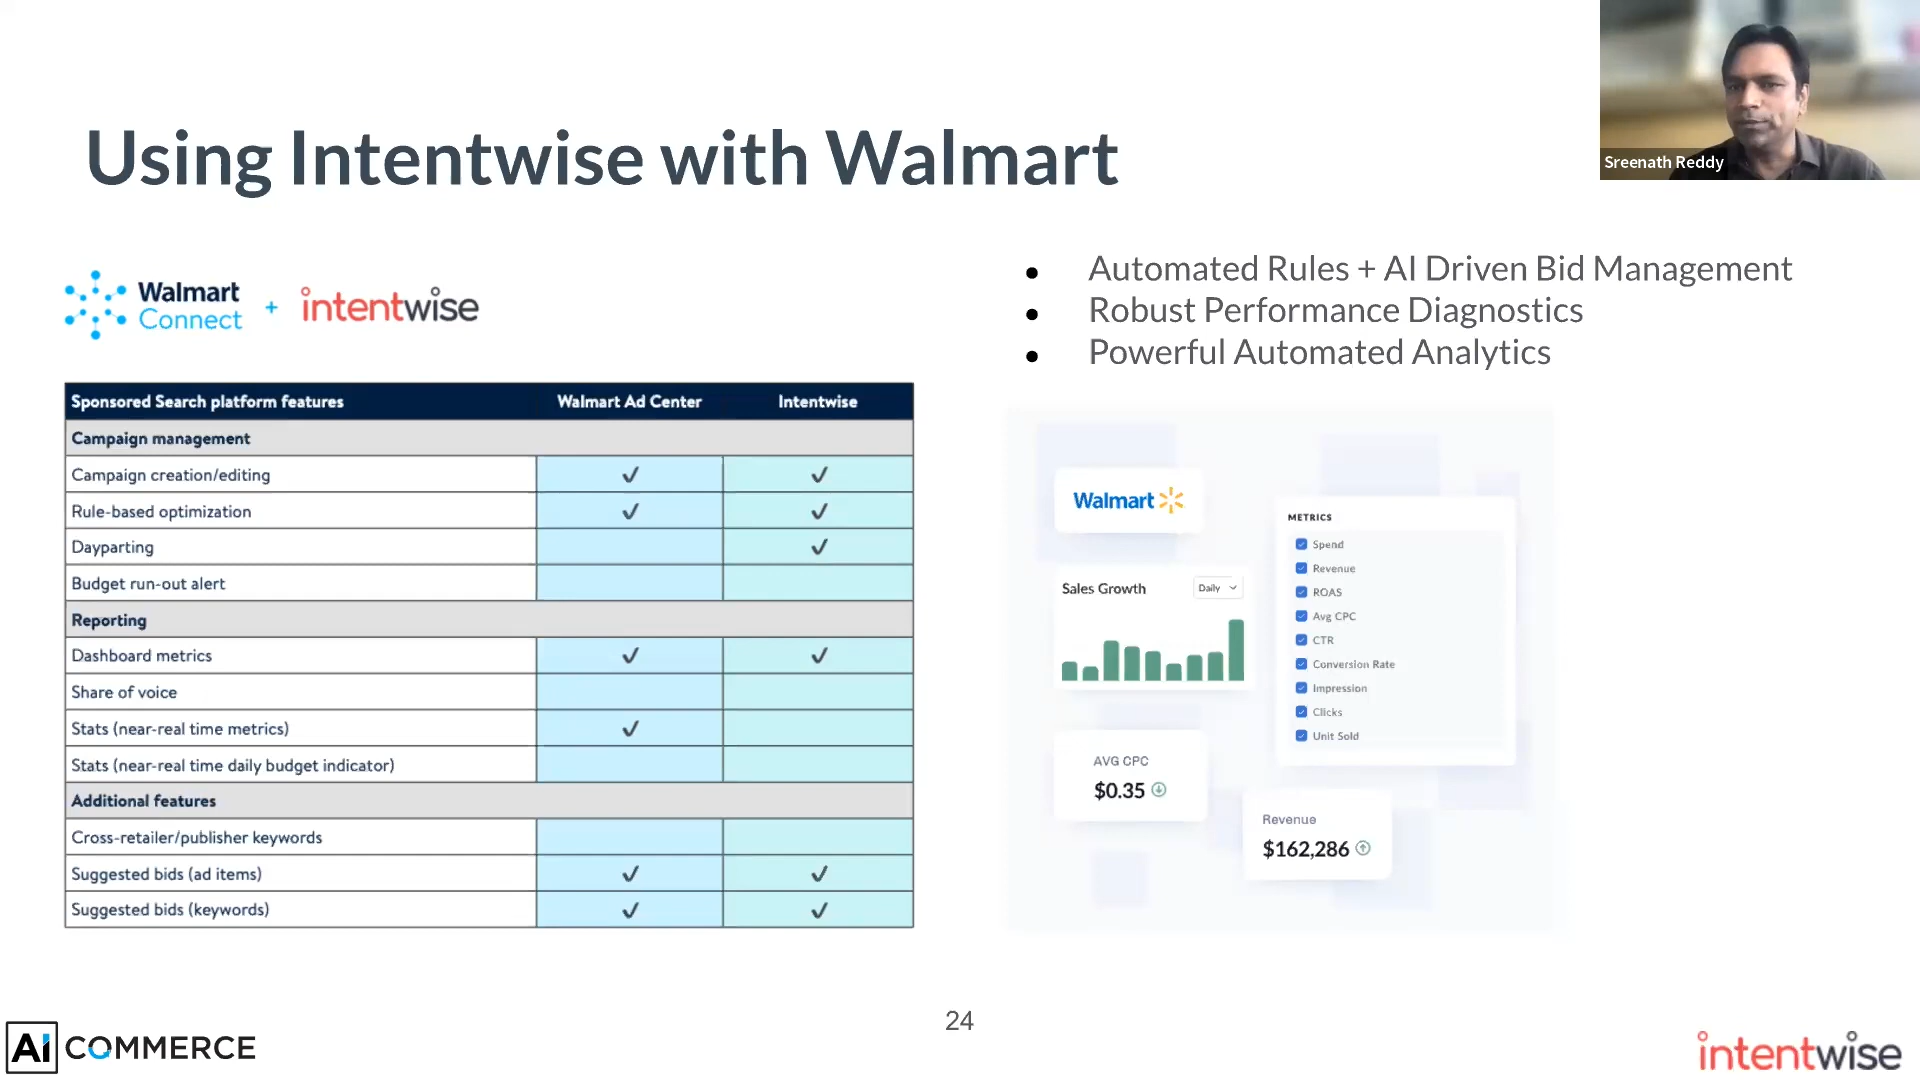 Using Intentwise with Walmart
Sreenath Reddy
Walmart
Connect
+
intentwise
● Automated Rules + AI Driven Bid Management
● Robust Performance Diagnostics
● Powerful Automated Analytics
Sponsored Search platform features Walmart Ad Center Intentwise
Campaign management
Campaign creation/editing ✓ ✓
Rule-based optimization ✓ ✓
Dayparting ✓
Budget run-out alert
Reporting
Dashboard metrics ✓ ✓
Share of voice
Stats (near-real time metrics) ✓
Stats (near-real time daily budget indicator)
Additional features
Cross-retailer/publisher keywords
Suggested bids (ad items) ✓ ✓
Suggested bids (keywords) ✓ ✓
Walmart
Sales Growth Daily
AVG CPC
$0.35
METRICS
Spend
Revenue
ROAS
Avg CPC
CTR
Conversion Rate
Impression
Clicks
Unit Sold
Revenue
$162,286
24
Ai COMMERCE
intentwise